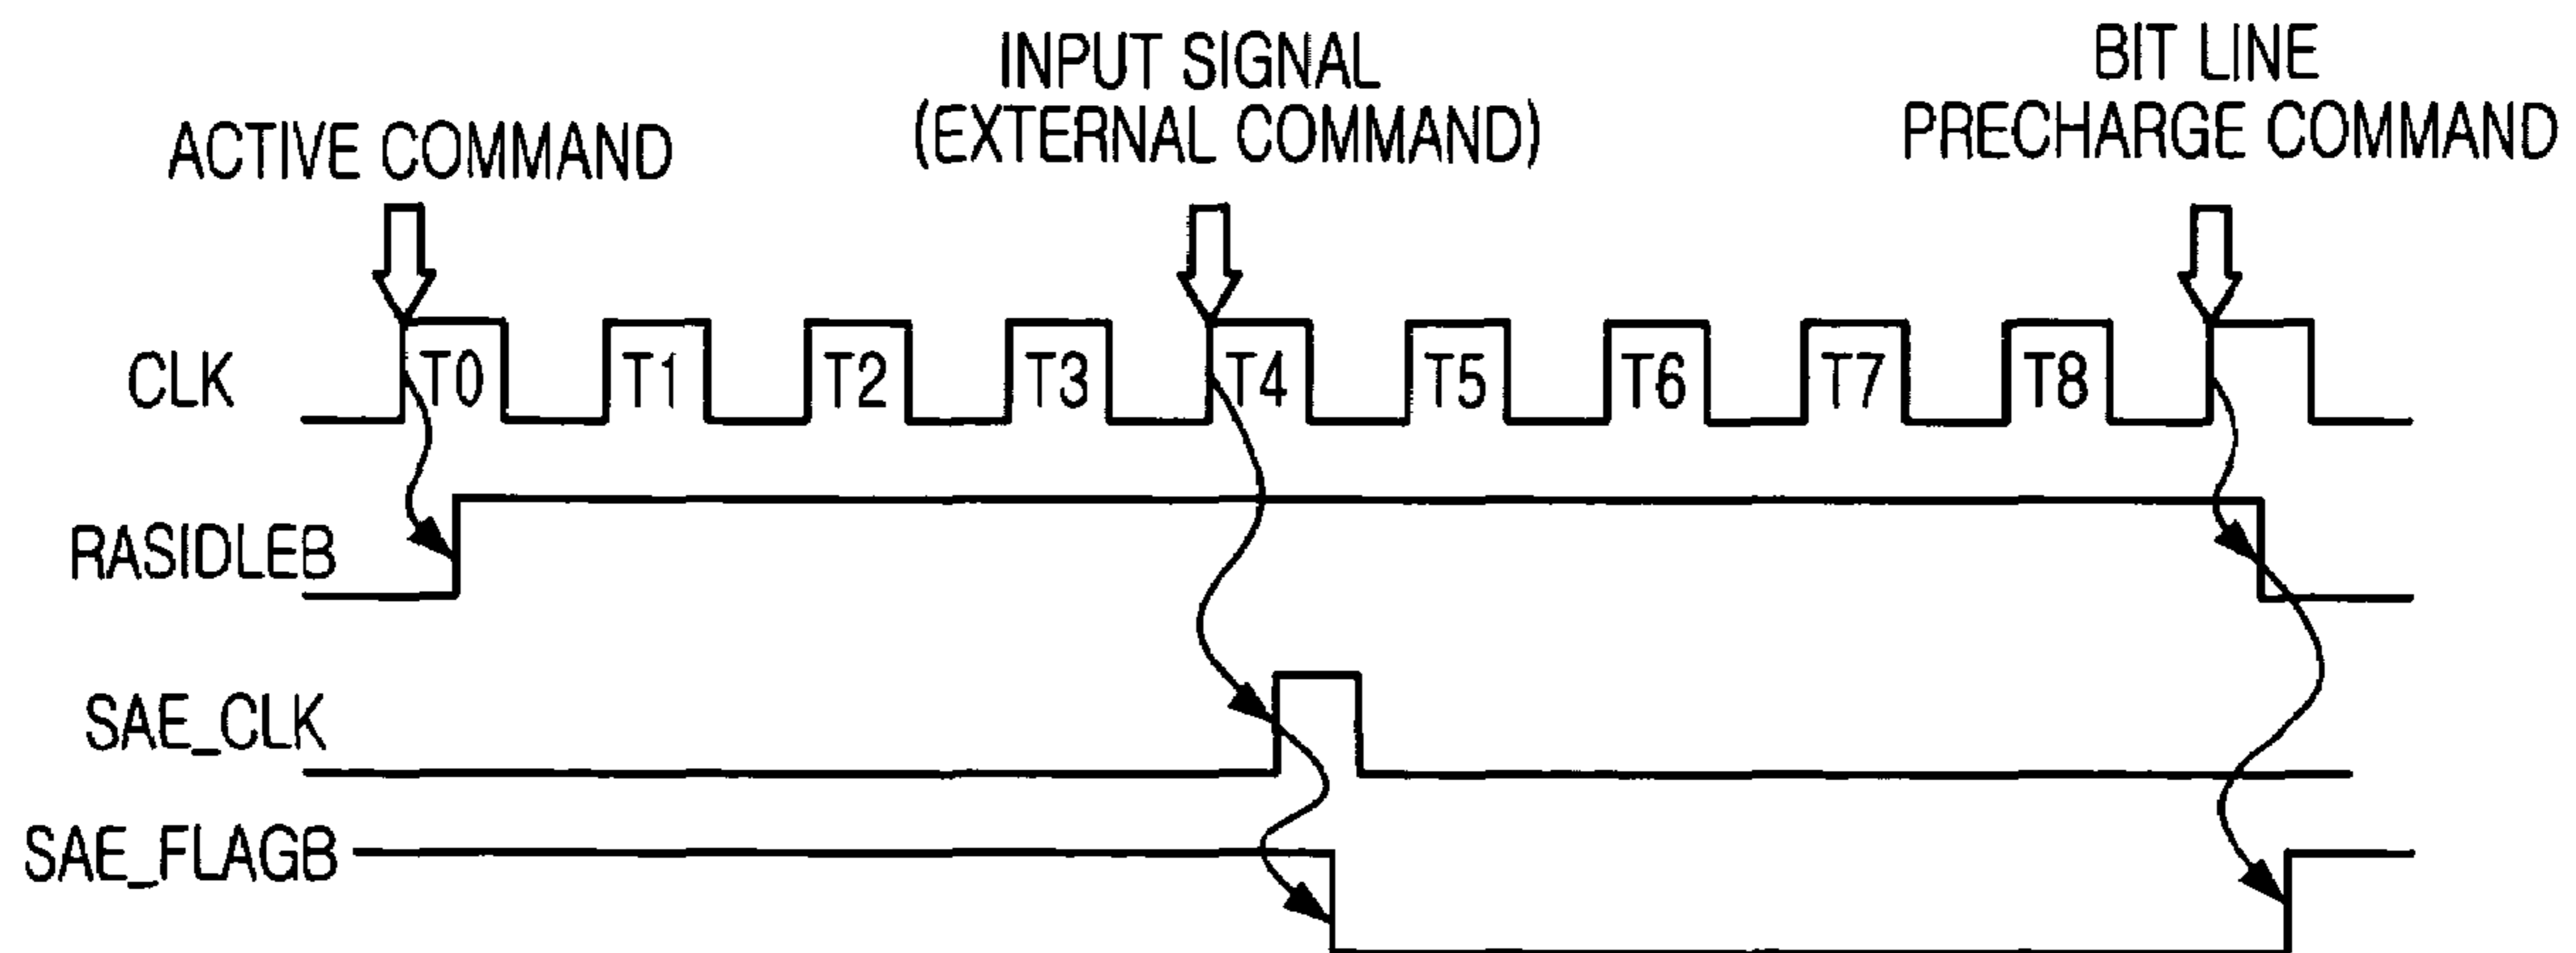 ACTIVE COMMAND
INPUT SIGNAL
(EXTERNAL COMMAND)
BIT LINE
PRECHARGE COMMAND
CLK
T0
T1
T2
T3
T4
T5
T6
T7
T8
RASIDLEB
SAE_CLK
SAE_FLAGB